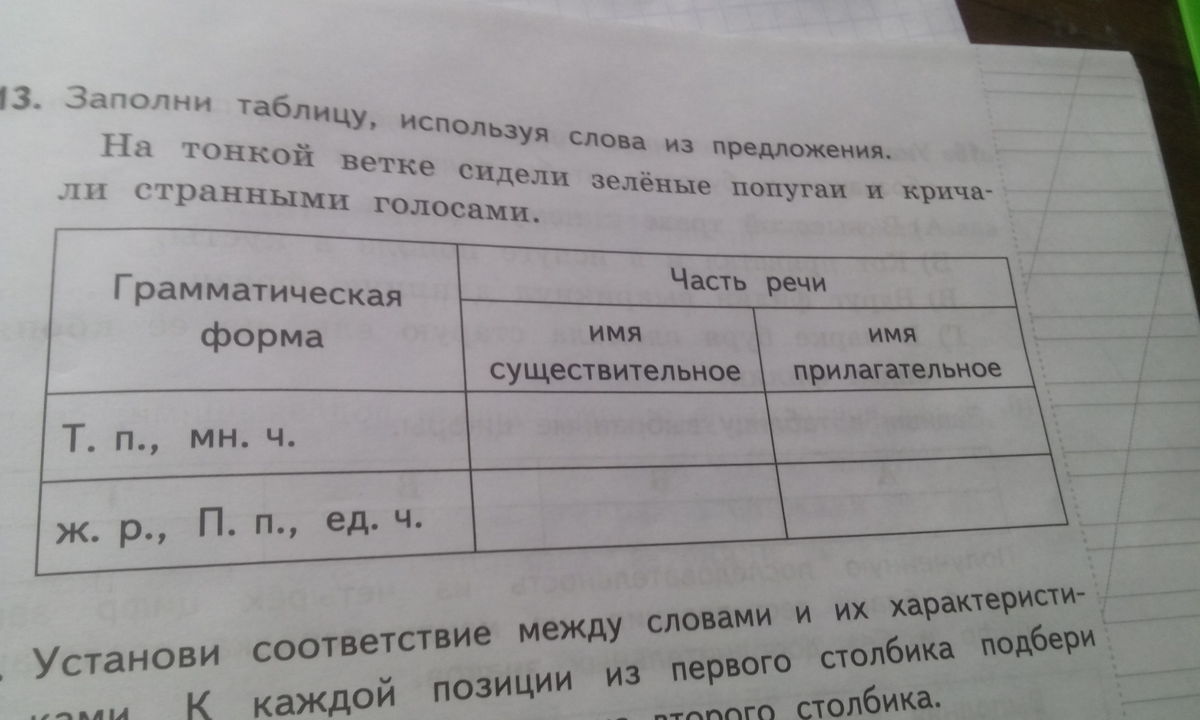 13. Заполни таблицу, используя слова из предложения.
На тонкой ветке сидели зелёные попугаи и крича-
ли странными голосами.
Грамматическая форма
Часть речи
имя существительное
имя прилагательное
Т. п., мн. ч.
ж. р., П. п., ед. ч.
Установи соответствие между словами и их характеристи-
ками. К каждой позиции из первого столбика подбери
второго столбика.